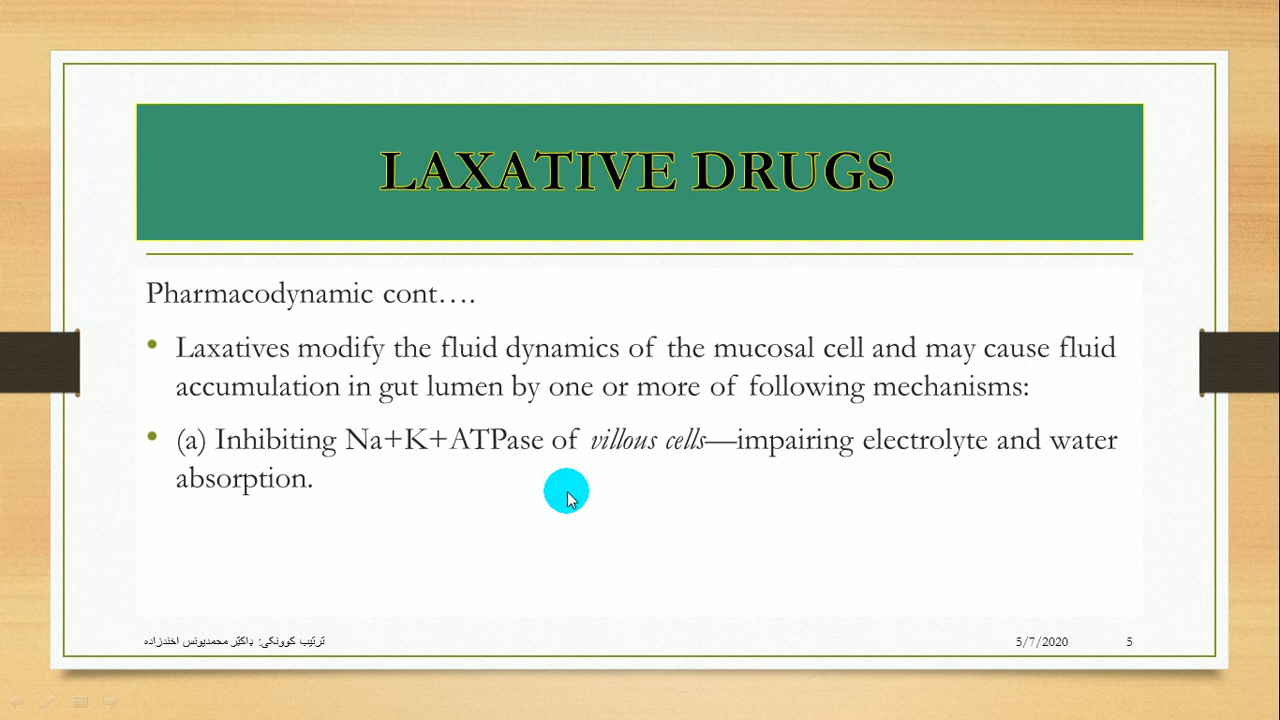 LAXATIVE DRUGS
Pharmacodynamic cont….
• Laxatives modify the fluid dynamics of the mucosal cell and may cause fluid
accumulation in gut lumen by one or more of following mechanisms:
• (a) Inhibiting Na+K+ATPase of villous cells—impairing electrolyte and water
absorption.
ترتیب کوونکی: ډاکټر محمدیونس اخندزاده
5/7/2020
5